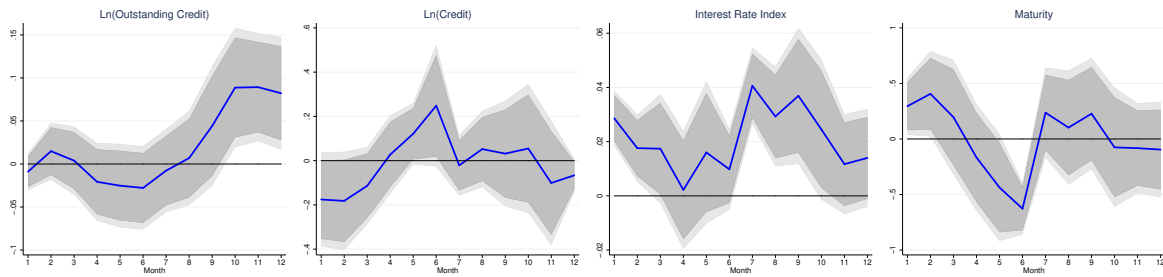 Ln(Outstanding Credit)
.15
.1
.05
0
-.05
-.1
1 2 3 4 5 6 7 8 9 10 11 12
Month
Ln(Credit)
.6
.4
.2
0
-.2
-.4
1 2 3 4 5 6 7 8 9 10 11 12
Month
Interest Rate Index
.06
.04
.02
0
-.02
1 2 3 4 5 6 7 8 9 10 11 12
Month
Maturity
1
.5
0
-.5
-1
1 2 3 4 5 6 7 8 9 10 11 12
Month